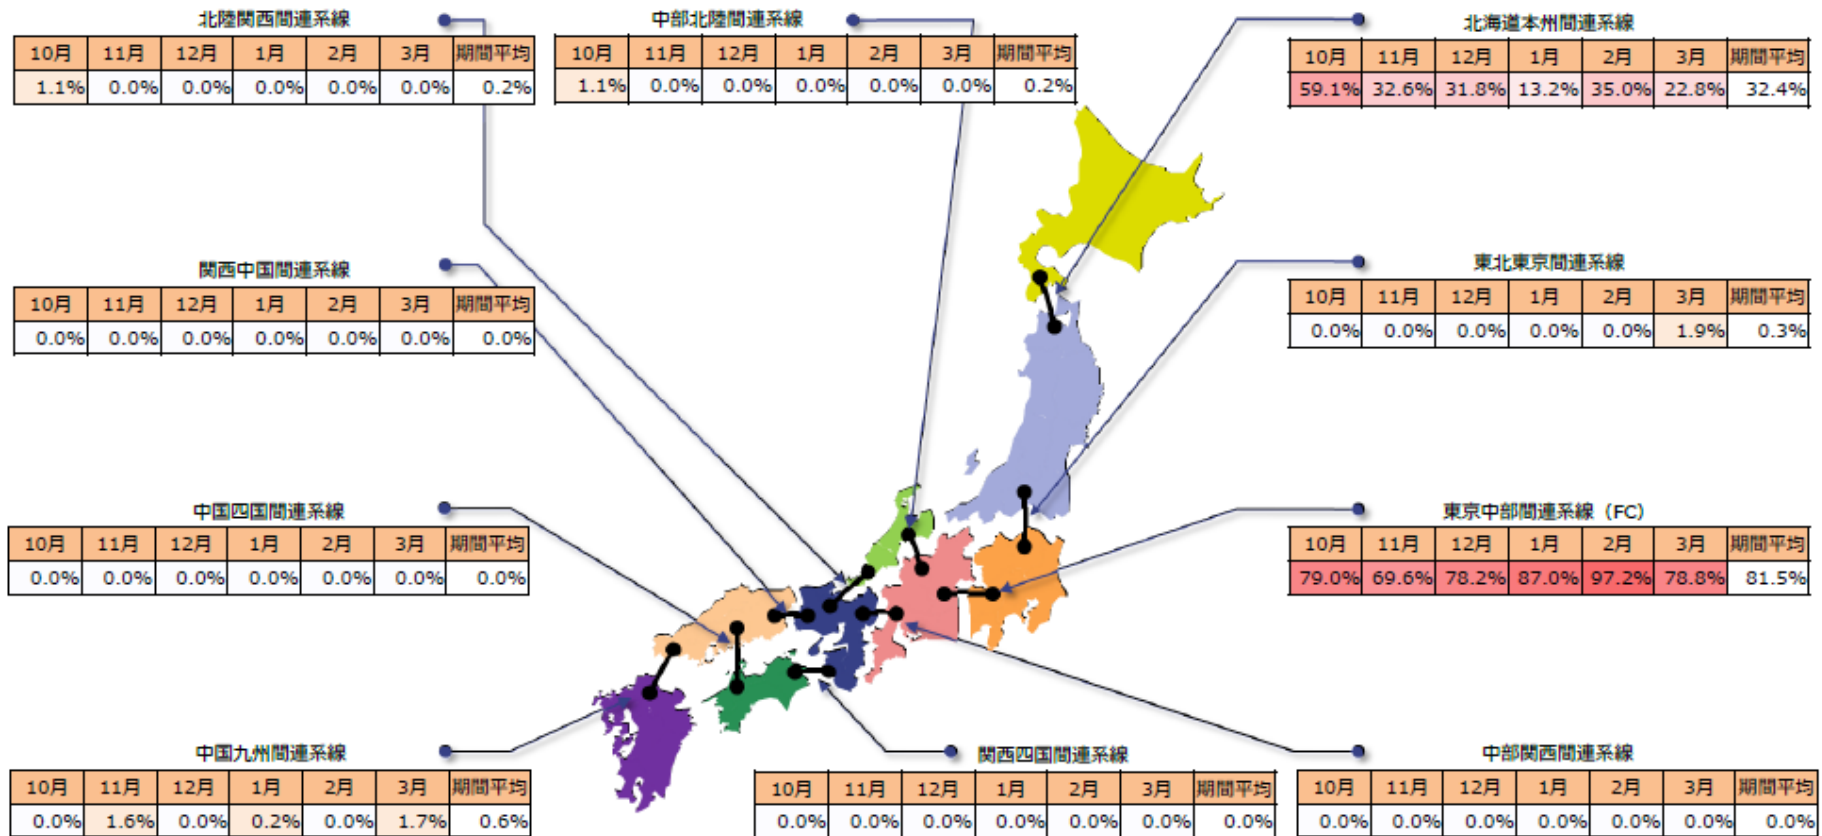 北陸関西間連系線
10月 11月 12月 1月 2月 3月 期間平均
1.1% 0.0% 0.0% 0.0% 0.0% 0.0% 0.2%
中部北陸間連系線
10月 11月 12月 1月 2月 3月 期間平均
1.1% 0.0% 0.0% 0.0% 0.0% 0.0% 0.2%
北海道本州間連系線
10月 11月 12月 1月 2月 3月 期間平均
59.1% 32.6% 31.8% 13.2% 35.0% 22.8% 32.4%
関西中国間連系線
10月 11月 12月 1月 2月 3月 期間平均
0.0% 0.0% 0.0% 0.0% 0.0% 0.0% 0.0%
東北東京間連系線
10月 11月 12月 1月 2月 3月 期間平均
0.0% 0.0% 0.0% 0.0% 0.0% 1.9% 0.3%
中国四国間連系線
10月 11月 12月 1月 2月 3月 期間平均
0.0% 0.0% 0.0% 0.0% 0.0% 0.0% 0.0%
東京中部間連系線（FC）
10月 11月 12月 1月 2月 3月 期間平均
79.0% 69.6% 78.2% 87.0% 97.2% 78.8% 81.5%
中国九州間連系線
10月 11月 12月 1月 2月 3月 期間平均
0.0% 1.6% 0.0% 0.2% 0.0% 1.7% 0.6%
関西四国間連系線
10月 11月 12月 1月 2月 3月 期間平均
0.0% 0.0% 0.0% 0.0% 0.0% 0.0% 0.0%
中部関西間連系線
10月 11月 12月 1月 2月 3月 期間平均
0.0% 0.0% 0.0% 0.0% 0.0% 0.0% 0.0%